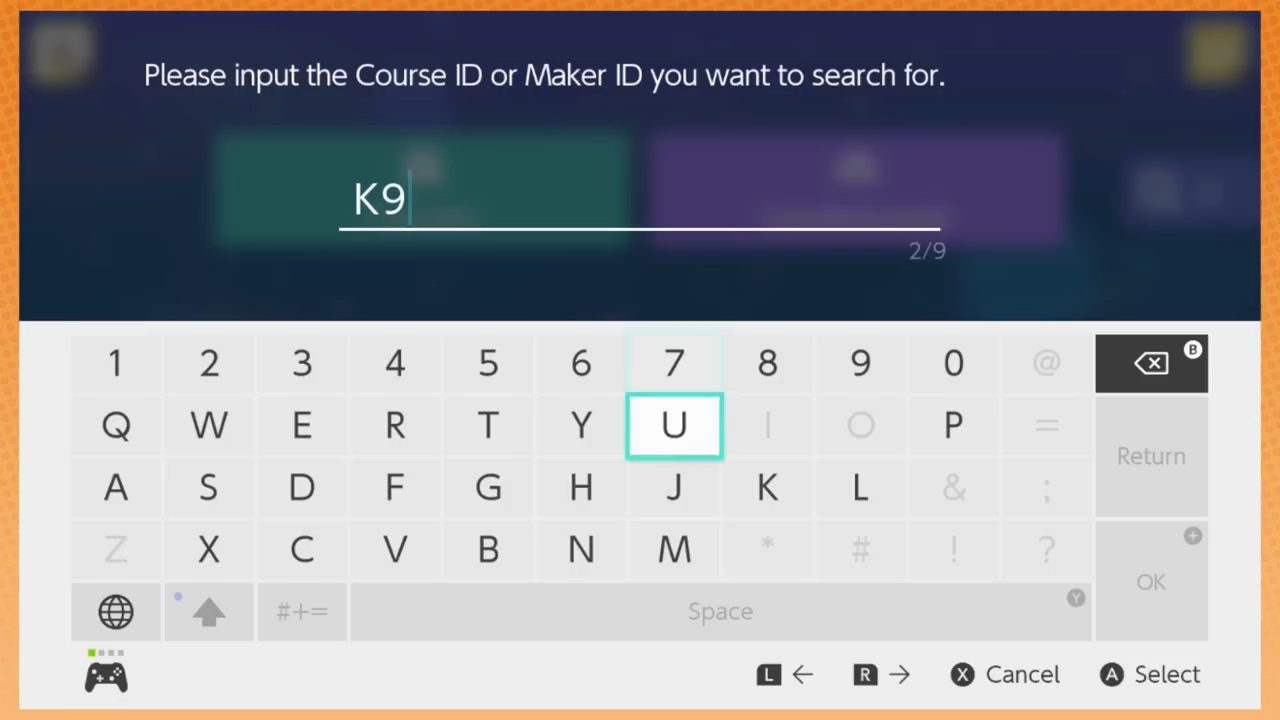 Please input the Course ID or Maker ID you want to search for.
K9
2/9
1 2 3 4 5 6 7 8 9 0 @ B
Q W E R T Y U I O P =
Return
A S D F G H J K L & ;
Z X C V B N M * # ! ? +
OK
#+= Space Y
L ← R → X Cancel A Select